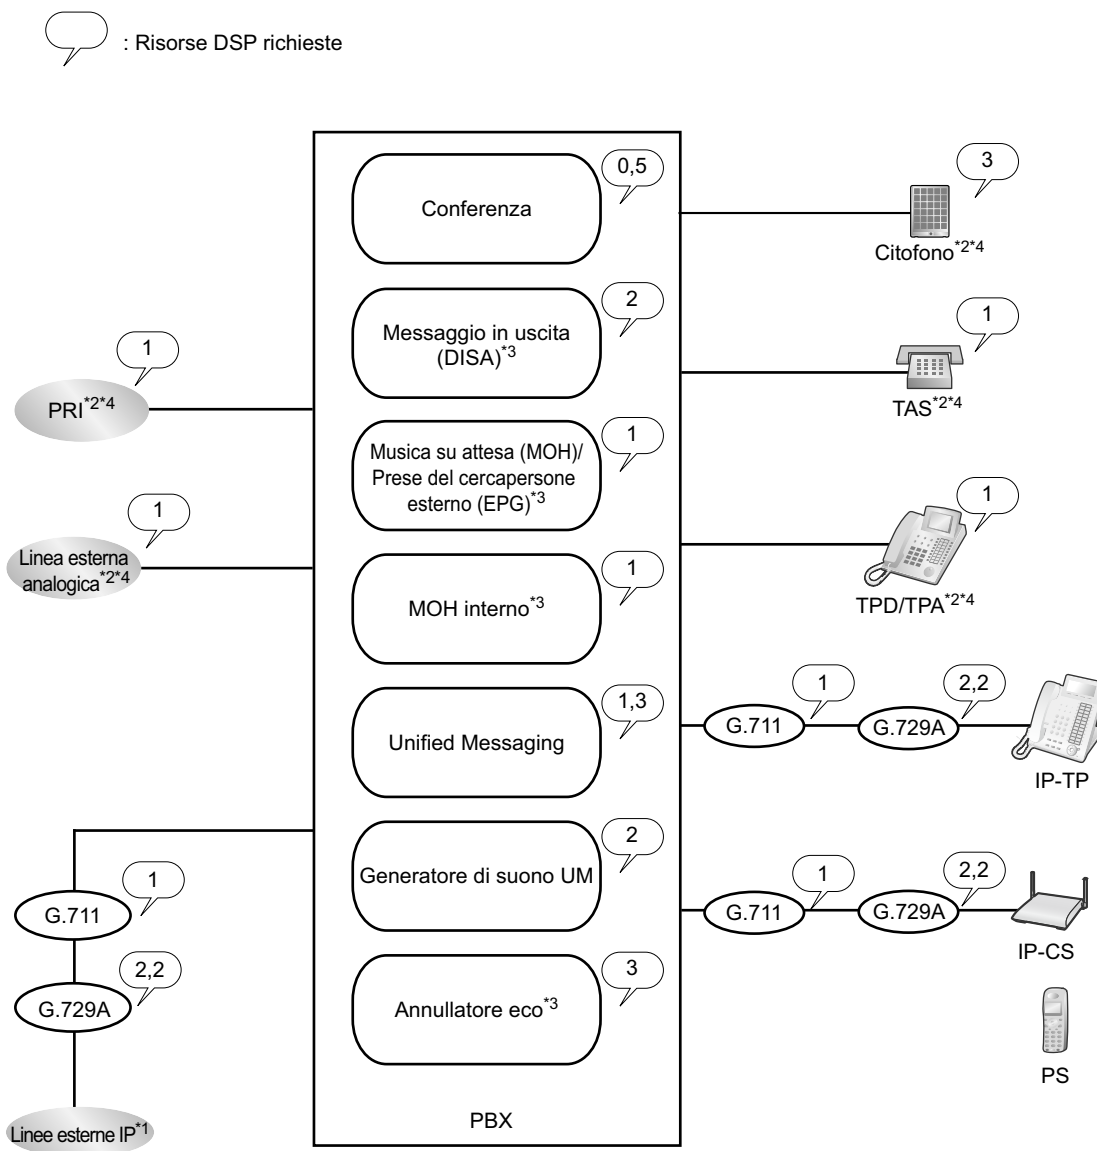 : Risorse DSP richieste
0,5
Conferenza
3
Citofono*2*4
2
Messaggio in uscita
(DISA)*3
1
TAS*2*4
1
PRI*2*4
1
Musica su attesa (MOH)/
Prese del cercapersone
esterno (EPG)*3
1
TPD/TPA*2*4
1
Linea esterna
analogica*2*4
1
MOH interno*3
1,3
Unified Messaging
1
G.711
2,2
G.729A
IP-TP
2
Generatore di suono UM
1
G.711
2,2
G.729A
IP-CS
1
G.711
2,2
G.729A
3
Annullatore eco*3
PS
Linee esterne IP*1
PBX